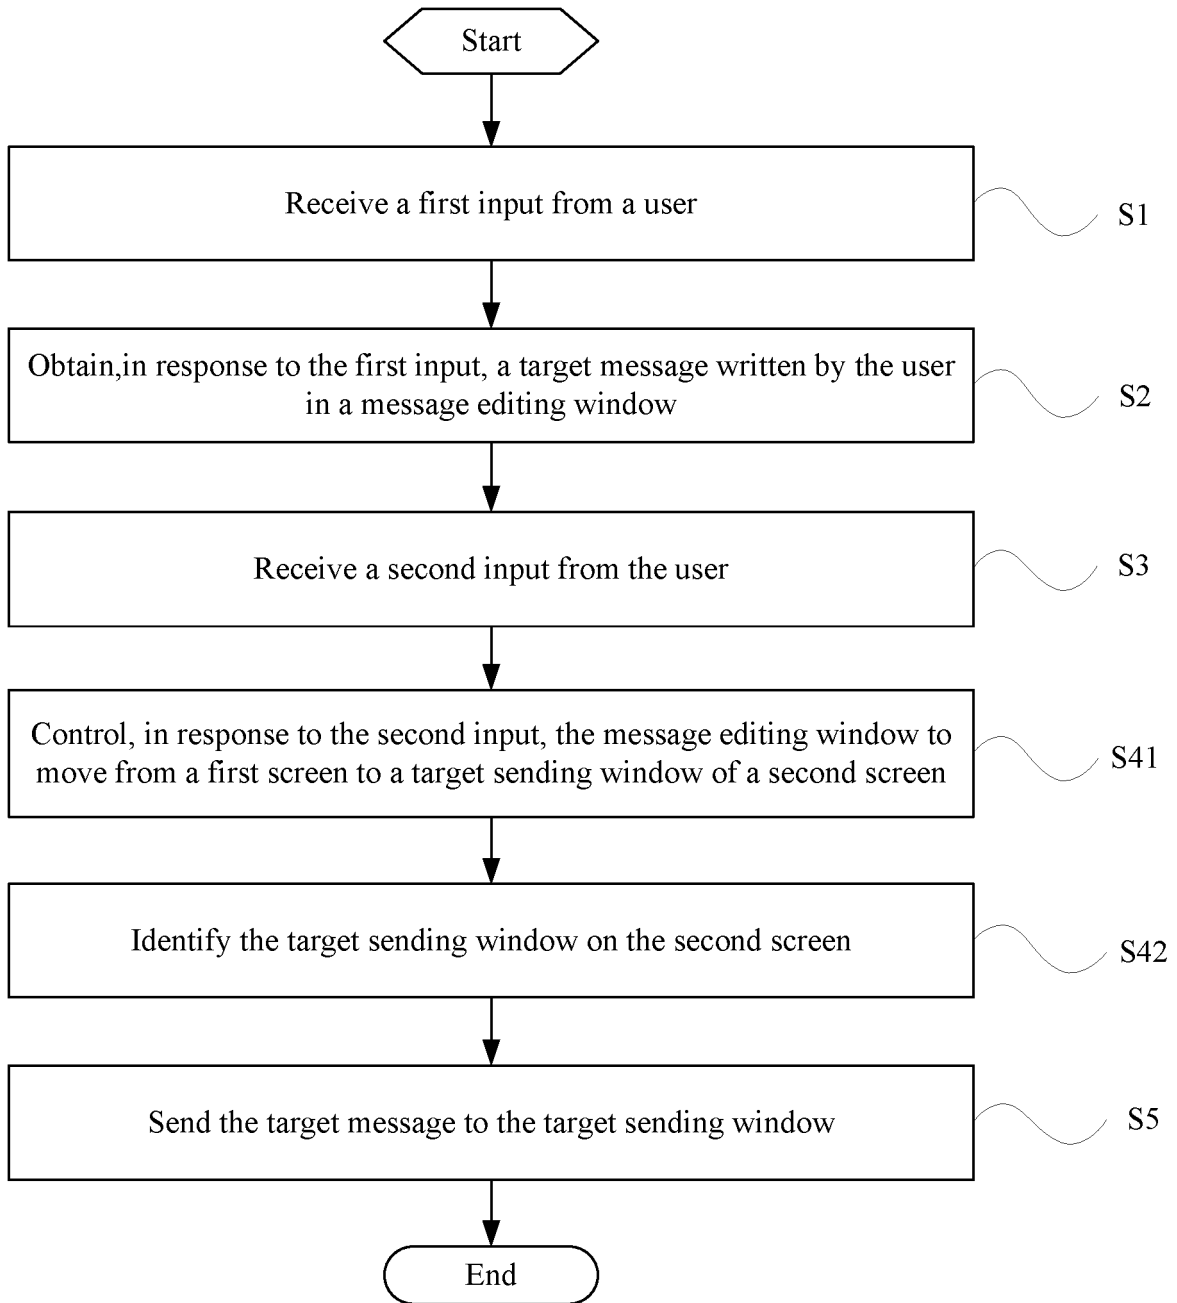 Start
Receive a first input from a user
S1
Obtain,in response to the first input, a target message written by the user
in a message editing window
S2
Receive a second input from the user
S3
Control, in response to the second input, the message editing window to
move from a first screen to a target sending window of a second screen
S41
Identify the target sending window on the second screen
S42
Send the target message to the target sending window
S5
End